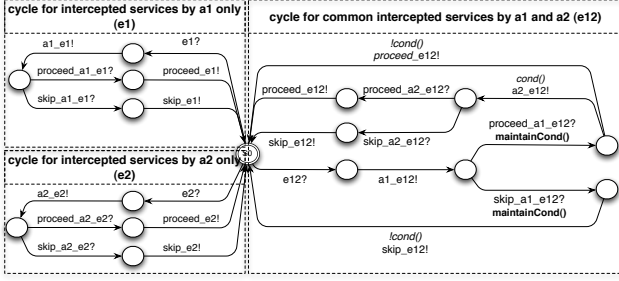 cycle for intercepted services by a1 only
(e1)
a1_e1!
e1?
proceed_a1_e1?
proceed_e1!
skip_a1_e1?
skip_e1!
cycle for intercepted services by a2 only
(e2)
a2_e2!
e2?
proceed_a2_e2?
proceed_e2!
skip_a2_e2?
skip_e2!
cycle for common intercepted services by a1 and a2 (e12)
!cond()
proceed_e12!
proceed_e12!
proceed_a2_e12?
cond()
a2_e12!
skip_e12!
skip_a2_e12?
proceed_a1_e12?
maintainCond()
e12?
a1_e12!
skip_a1_e12?
maintainCond()
!cond()
skip_e12!